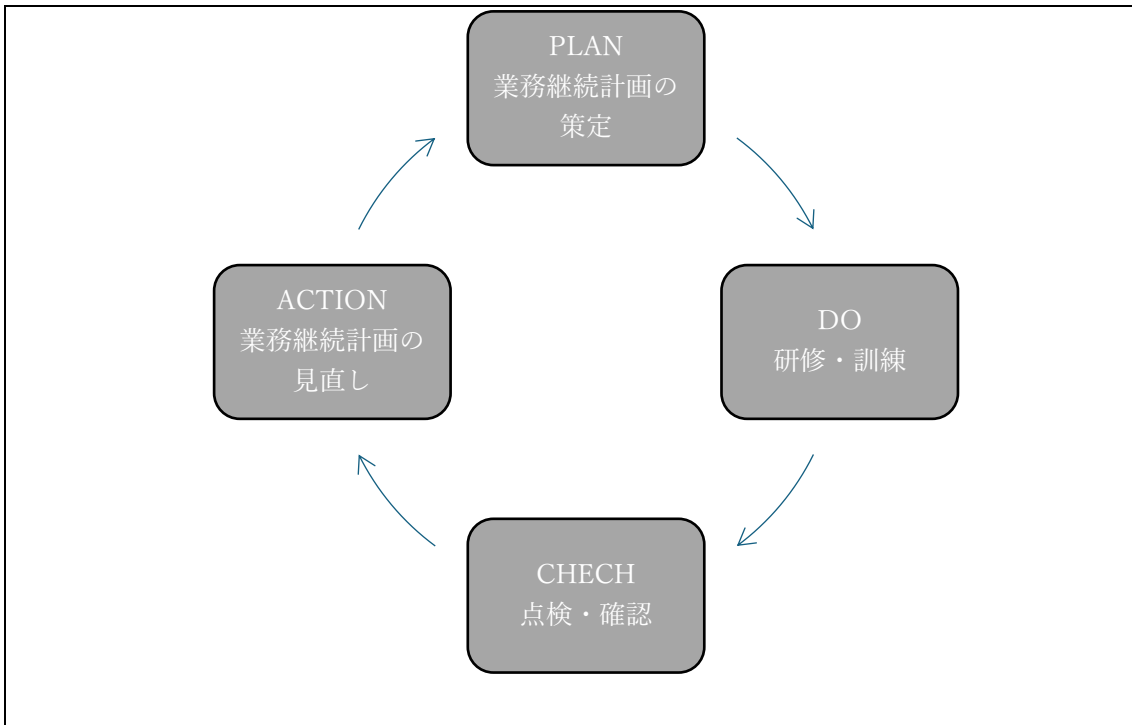 PLAN
業務継続計画の
策定
ACTION
業務継続計画の
見直し
DO
研修・訓練
CHECH
点検・確認